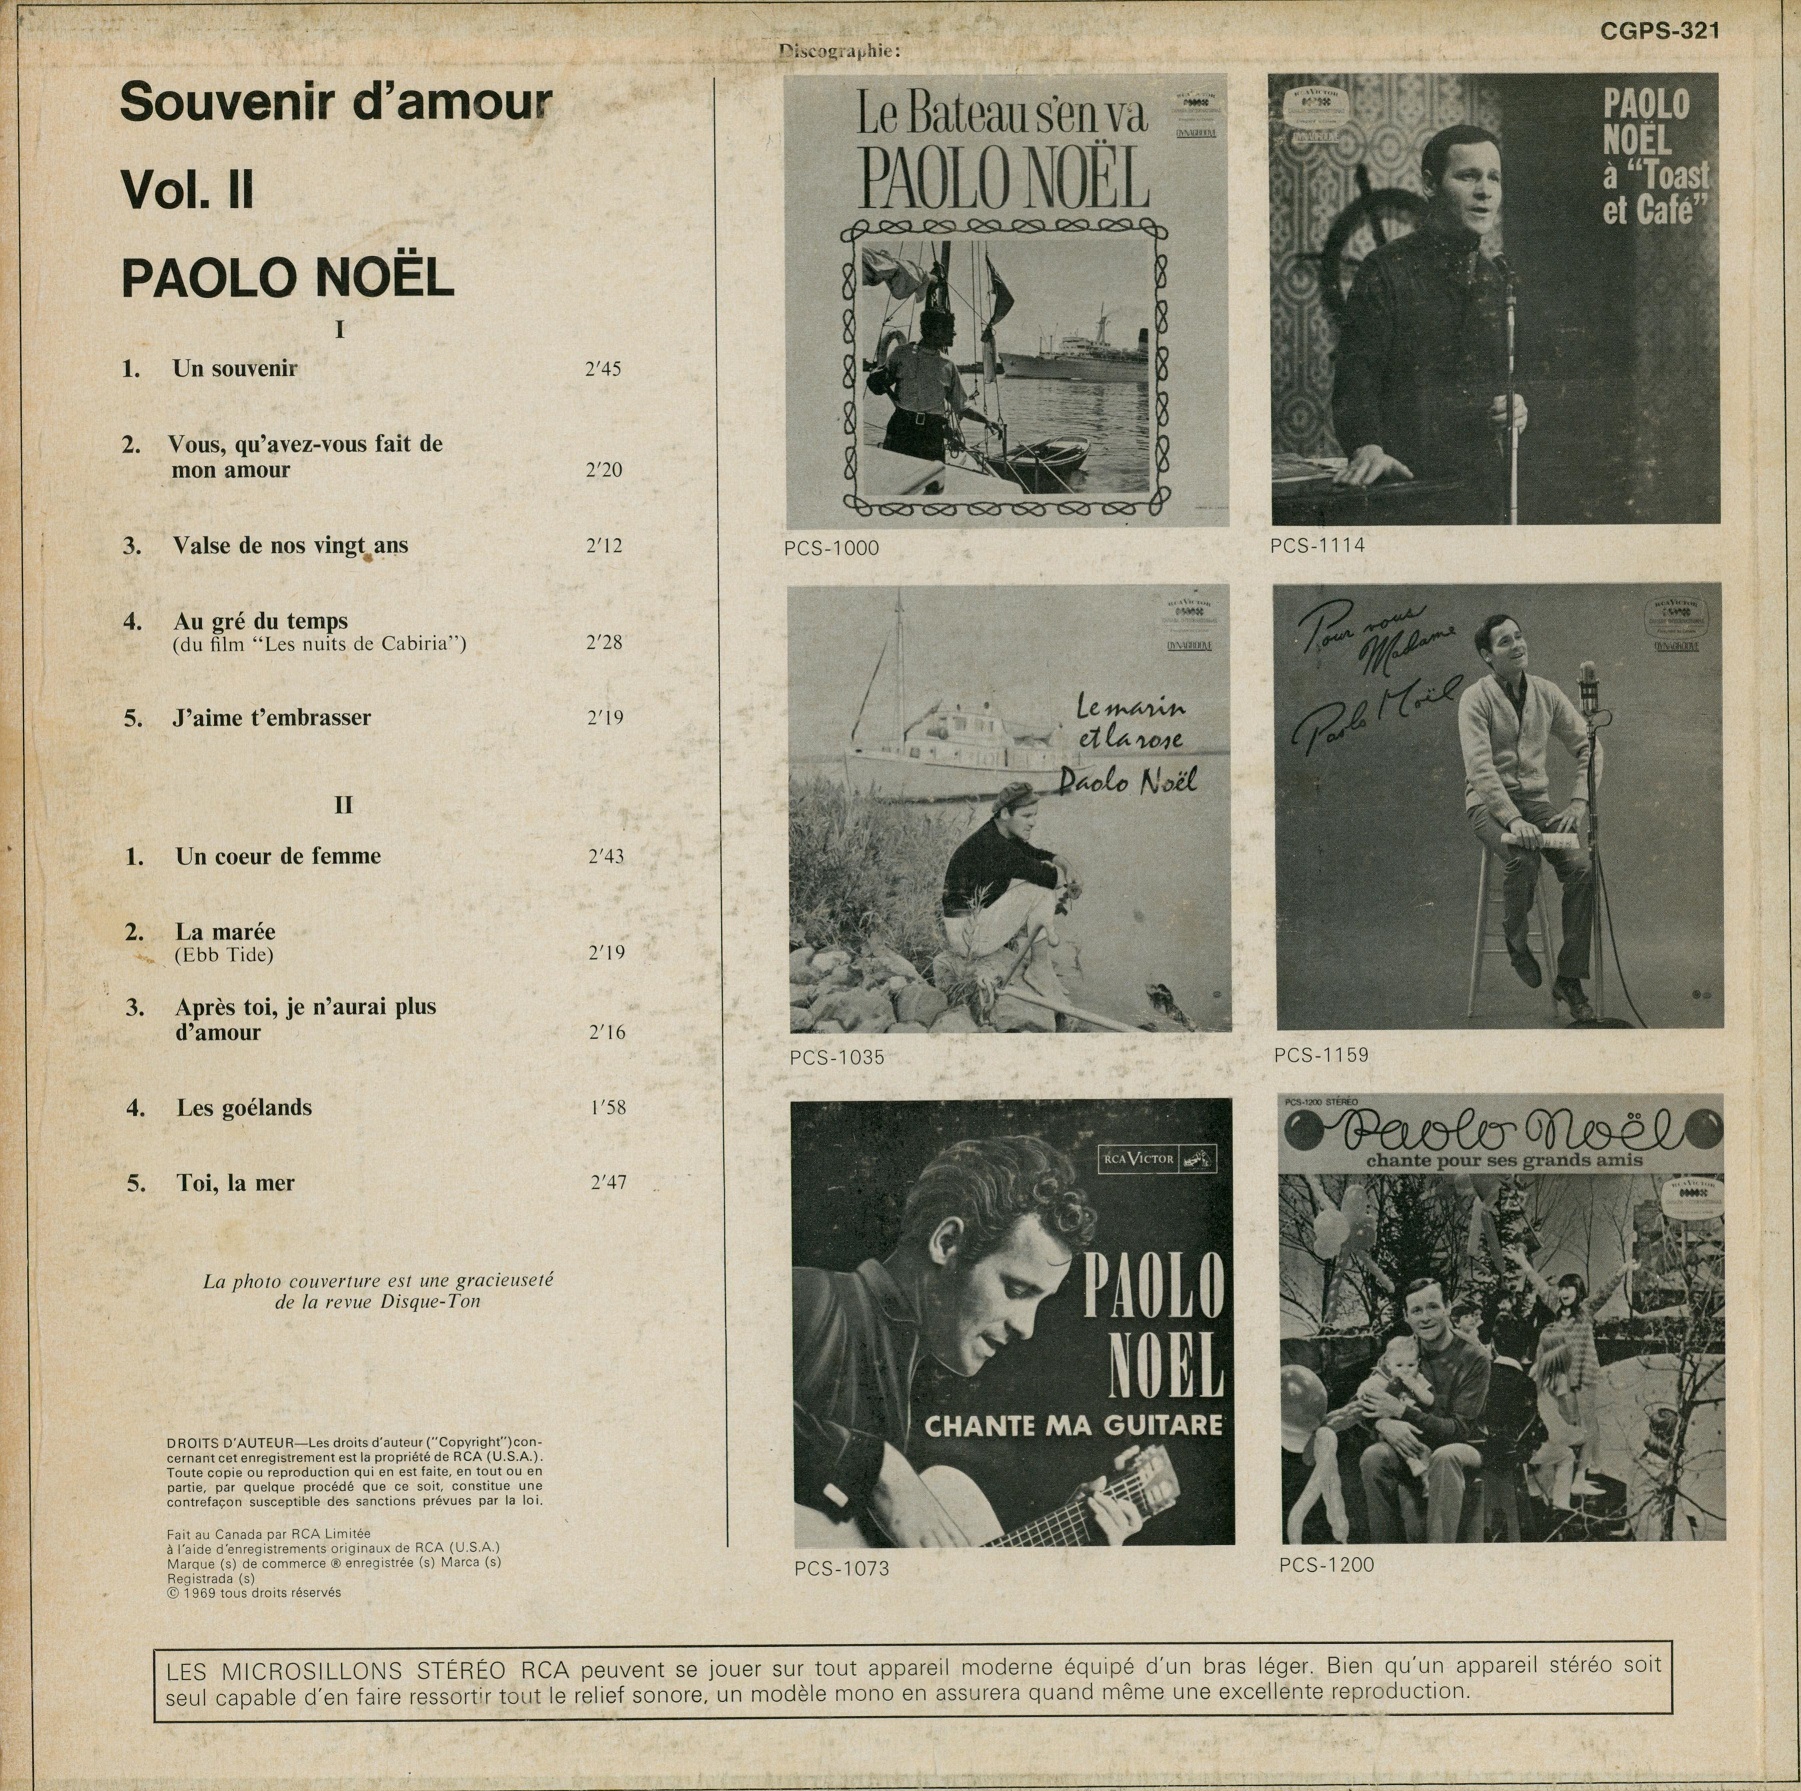 CGPS-321
Souvenir d'amour
Vol. II
PAOLO NOËL
I
1. Un souvenir 2'45
2. Vous, qu'avez-vous fait de
mon amour 2'20
3. Valse de nos vingt ans 2'12
4. Au gré du temps
(du film “Les nuits de Cabiria”) 2'28
5. J'aime t'embrasser 2'19
II
1. Un coeur de femme 2'43
2. La marée
(Ebb Tide) 2'19
3. Après toi, je n'aurai plus
d'amour 2'16
4. Les goélands 1'58
5. Toi, la mer 2'47
La photo couverture est une gracieuseté
de la revue Disque-Ton
DROITS D'AUTEUR—Les droits d'auteur (“Copyright”) con-
cernant cet enregistrement est la propriété de RCA (U.S.A.).
Toute copie ou reproduction qui en est faite, en tout ou en
partie, par quelque procédé que ce soit, constitue une
contrefaçon susceptible des sanctions prévues par la loi.
Fait au Canada par RCA Limitée
à l'aide d'enregistrements originaux de RCA (U.S.A.)
Marque (s) de commerce ® enregistrée (s) Marca (s)
Registrada (s)
© 1969 tous droits réservés
Discographie:
Le Bateau s'en va
PAOLO NOËL
RCA VICTOR
DYNAGROOVE
PCS-1000
RCA VICTOR
PAOLO
NOËL
à “Toast
et Café”
PCS-1114
RCA VICTOR
DYNAGROOVE
Le marin
et la rose
Paolo Noël
PCS-1035
Pour vous
Madame
Paolo Noël
RCA VICTOR
DYNAGROOVE
PCS-1159
RCA VICTOR
PAOLO
NOEL
CHANTE MA GUITARE
PCS-1073
PCS-1200 STÉRÉO
Paolo Noël
chante pour ses grands amis
RCA VICTOR
PCS-1200
LES MICROSILLONS STÉRÉO RCA peuvent se jouer sur tout appareil moderne équipé d'un bras léger. Bien qu'un appareil stéréo soit
seul capable d'en faire ressortir tout le relief sonore, un modèle mono en assurera quand même une excellente reproduction.